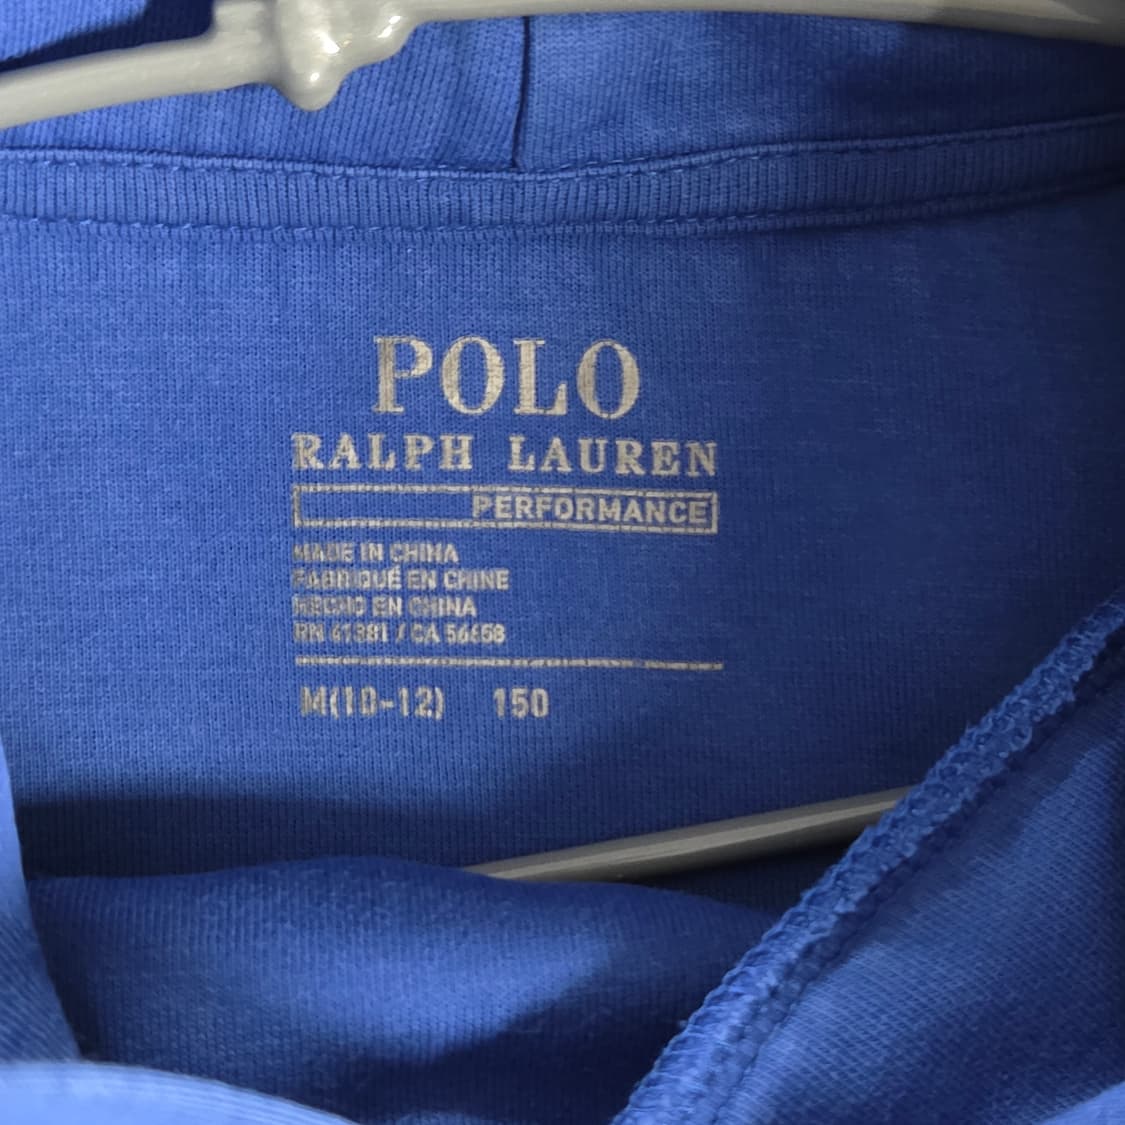 POLO
RALPH LAUREN
PERFORMANCE
MADE IN CHINA
FABRIQUÉ EN CHINE
HECHO EN CHINA
RN 41381 / CA 56658
M(10-12) 150